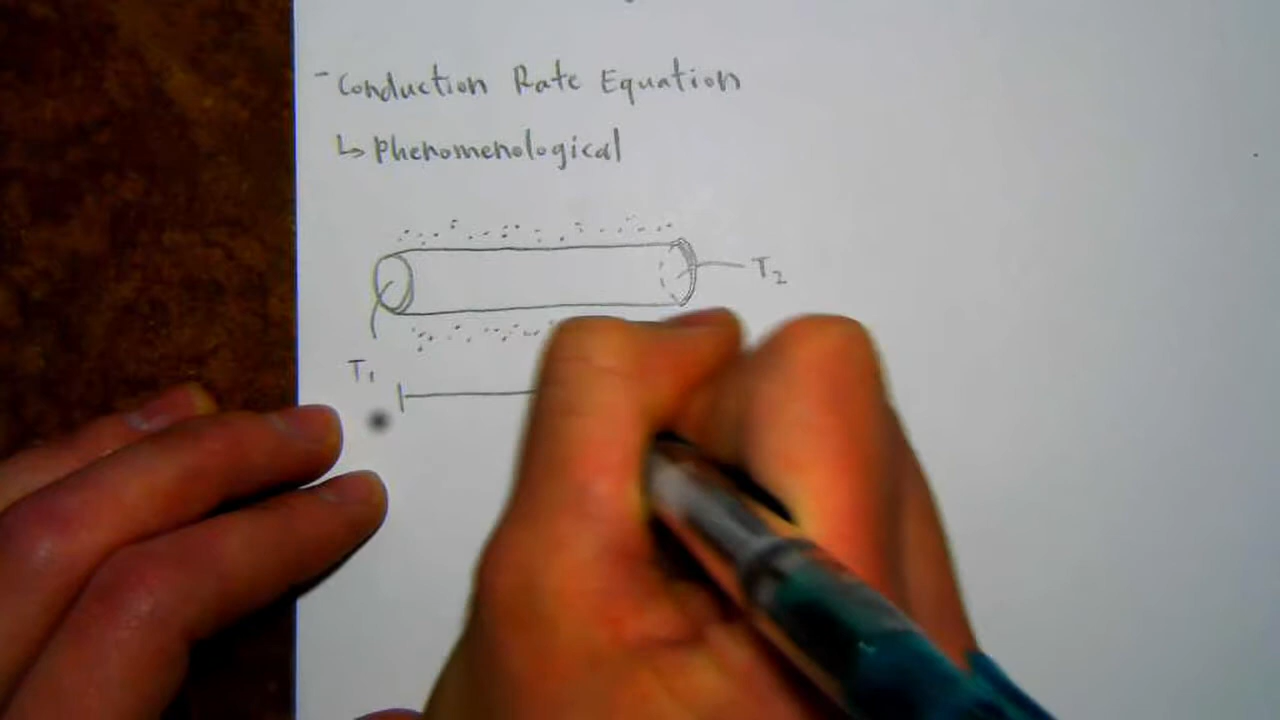 - Conduction Rate Equation
↳ Phenomenological
T2
T1